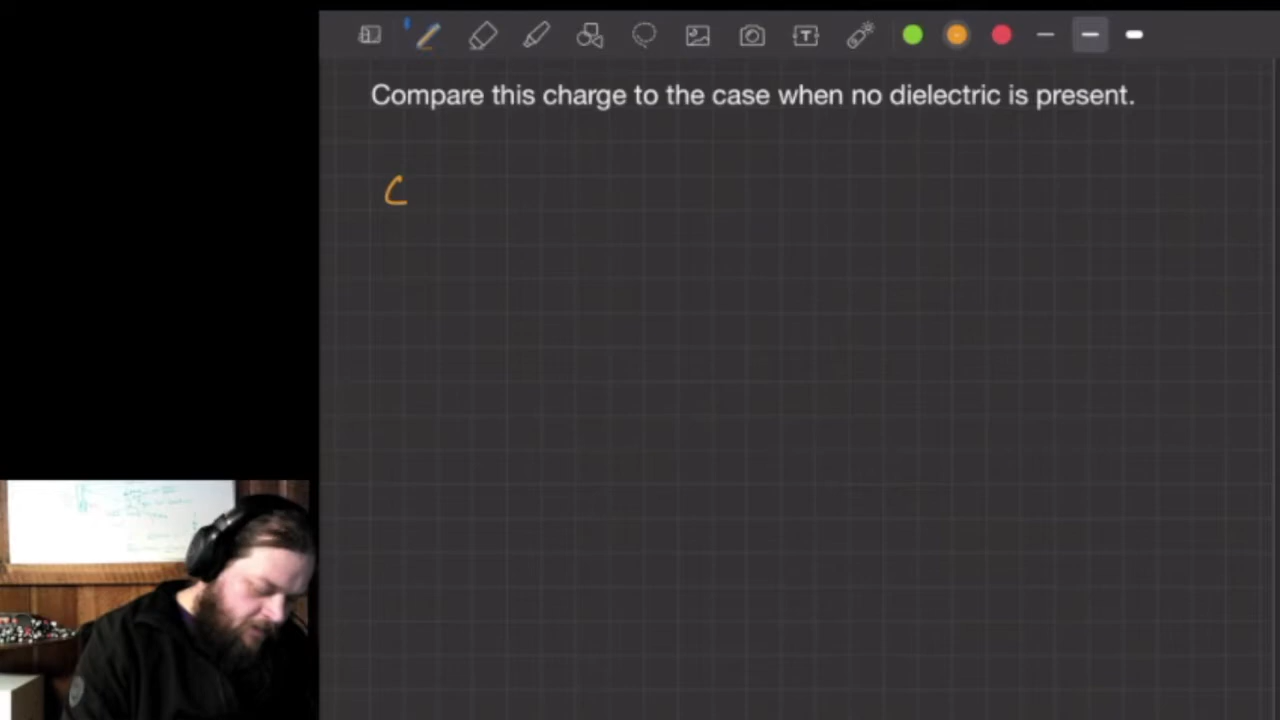 Compare this charge to the case when no dielectric is present.
C